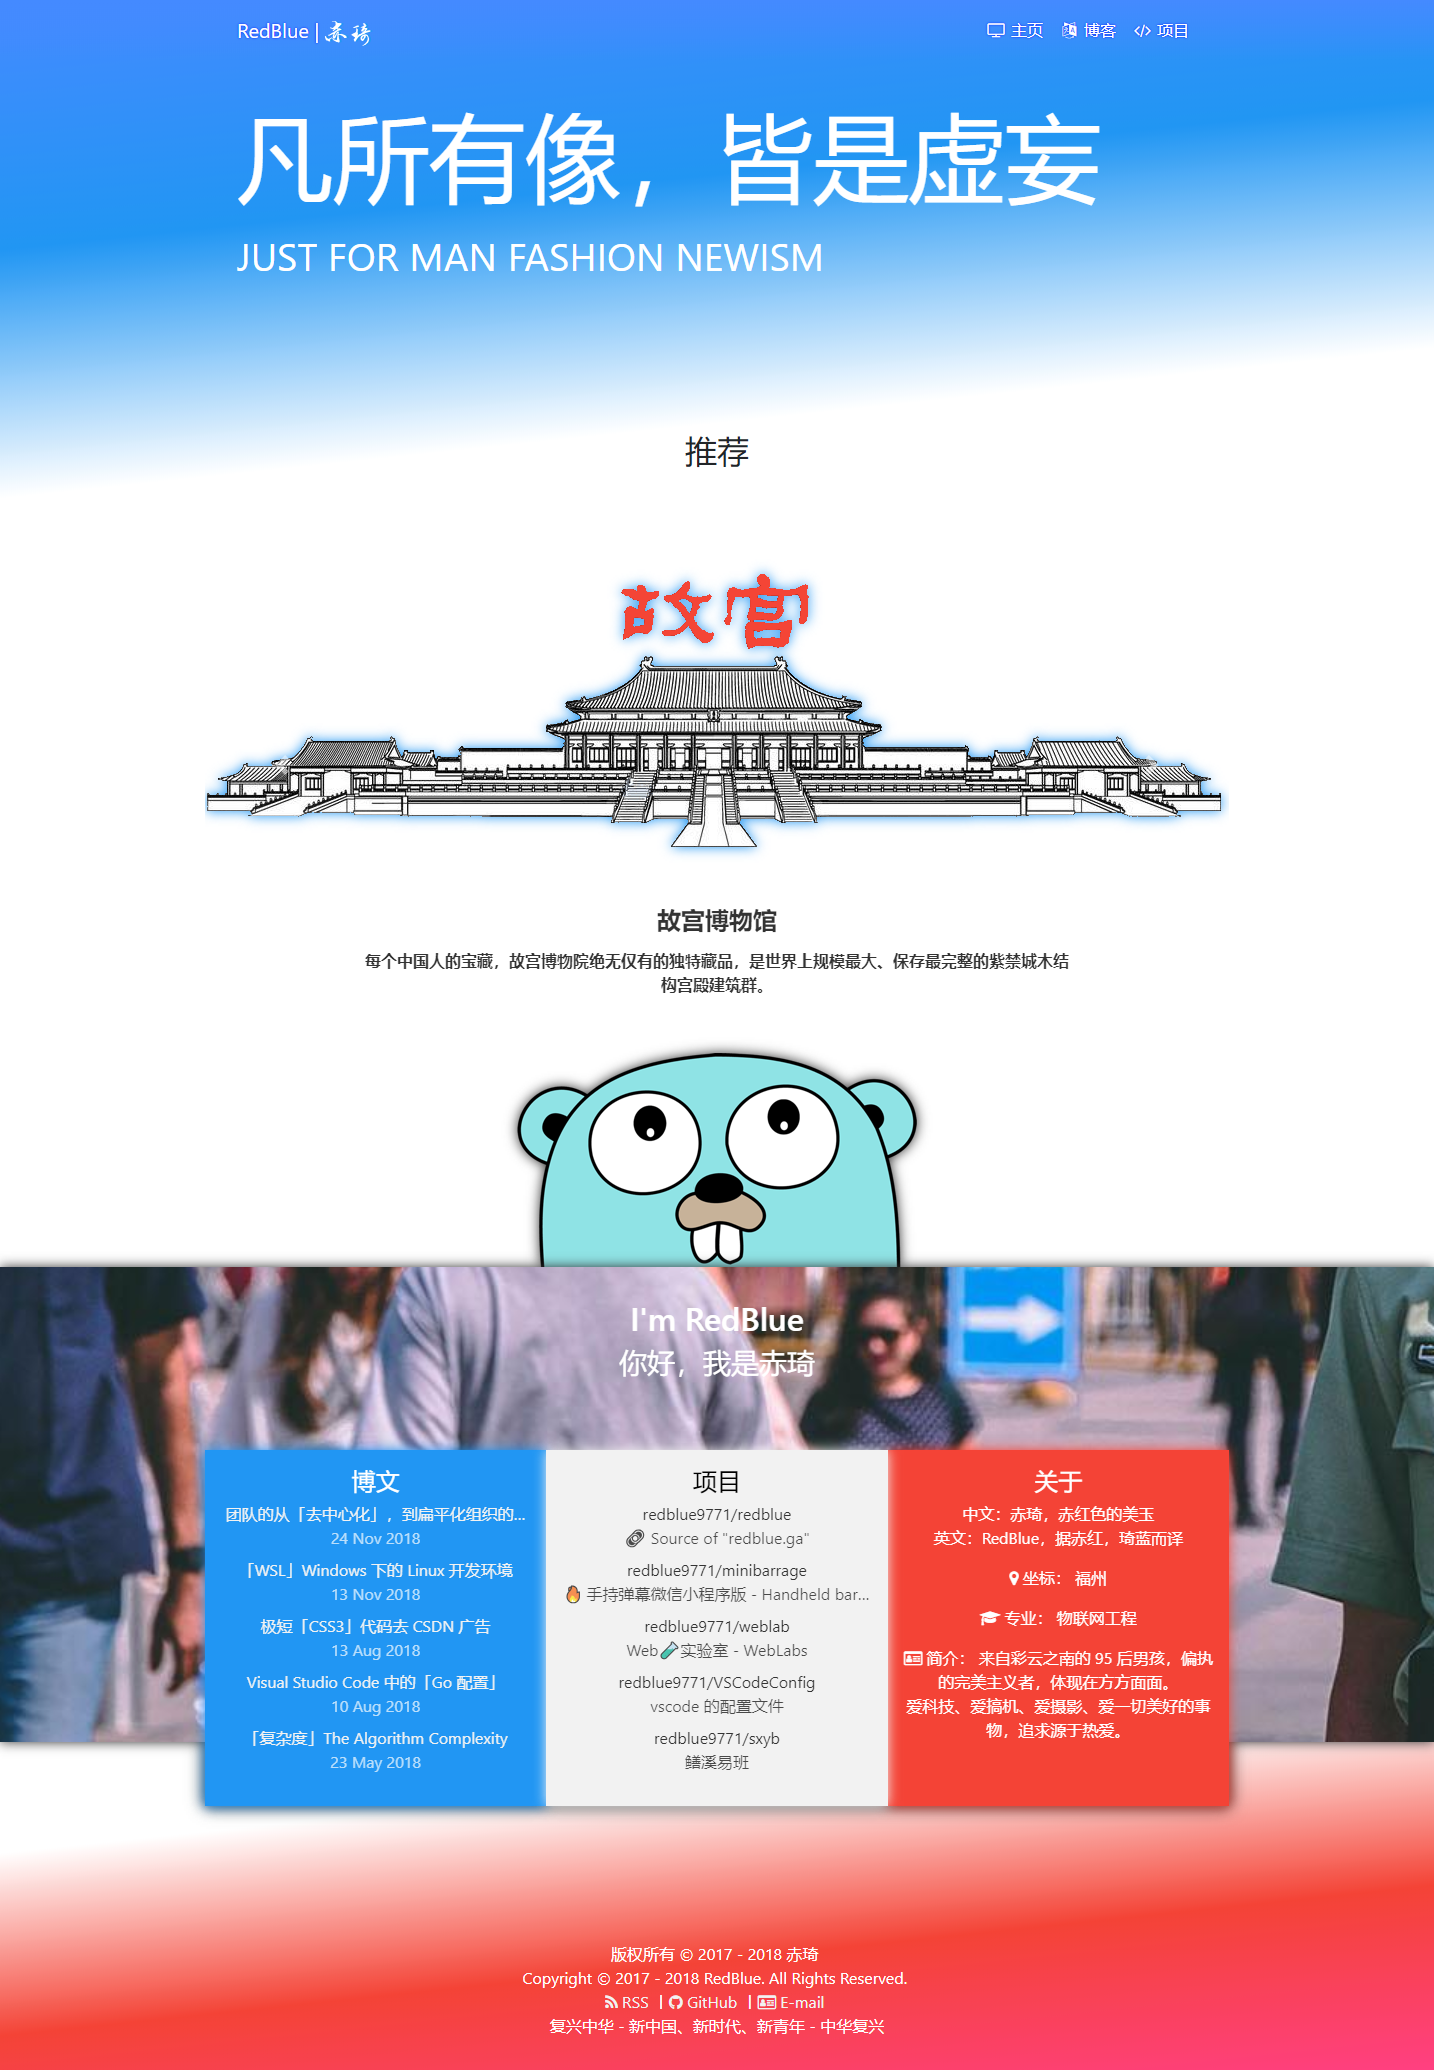 RedBlue | 赤琦
主页 博客 项目
凡所有像，皆是虚妄
JUST FOR MAN FASHION NEWISM
推荐
故宫
故宫博物馆
每个中国人的宝藏，故宫博物院绝无仅有的独特藏品，是世界上规模最大、保存最完整的紫禁城木结
构宫殿建筑群。
I'm RedBlue
你好，我是赤琦
博文
团队的从「去中心化」，到扁平化组织的...
24 Nov 2018
「WSL」Windows 下的 Linux 开发环境
13 Nov 2018
极短「CSS3」代码去 CSDN 广告
13 Aug 2018
Visual Studio Code 中的「Go 配置」
10 Aug 2018
「复杂度」The Algorithm Complexity
23 May 2018
项目
redblue9771/redblue
Source of "redblue.ga"
redblue9771/minibarrage
手持弹幕微信小程序版 - Handheld bar...
redblue9771/weblab
Web实验室 - WebLabs
redblue9771/VSCodeConfig
vscode 的配置文件
redblue9771/sxyb
鳝溪易班
关于
中文：赤琦，赤红色的美玉
英文：RedBlue，据赤红，琦蓝而译
坐标： 福州
专业： 物联网工程
简介： 来自彩云之南的 95 后男孩，偏执
的完美主义者，体现在方方面面。
爱科技、爱搞机、爱摄影、爱一切美好的事
物，追求源于热爱。
版权所有 © 2017 - 2018 赤琦
Copyright © 2017 - 2018 RedBlue. All Rights Reserved.
RSS | GitHub | E-mail
复兴中华 - 新中国、新时代、新青年 - 中华复兴